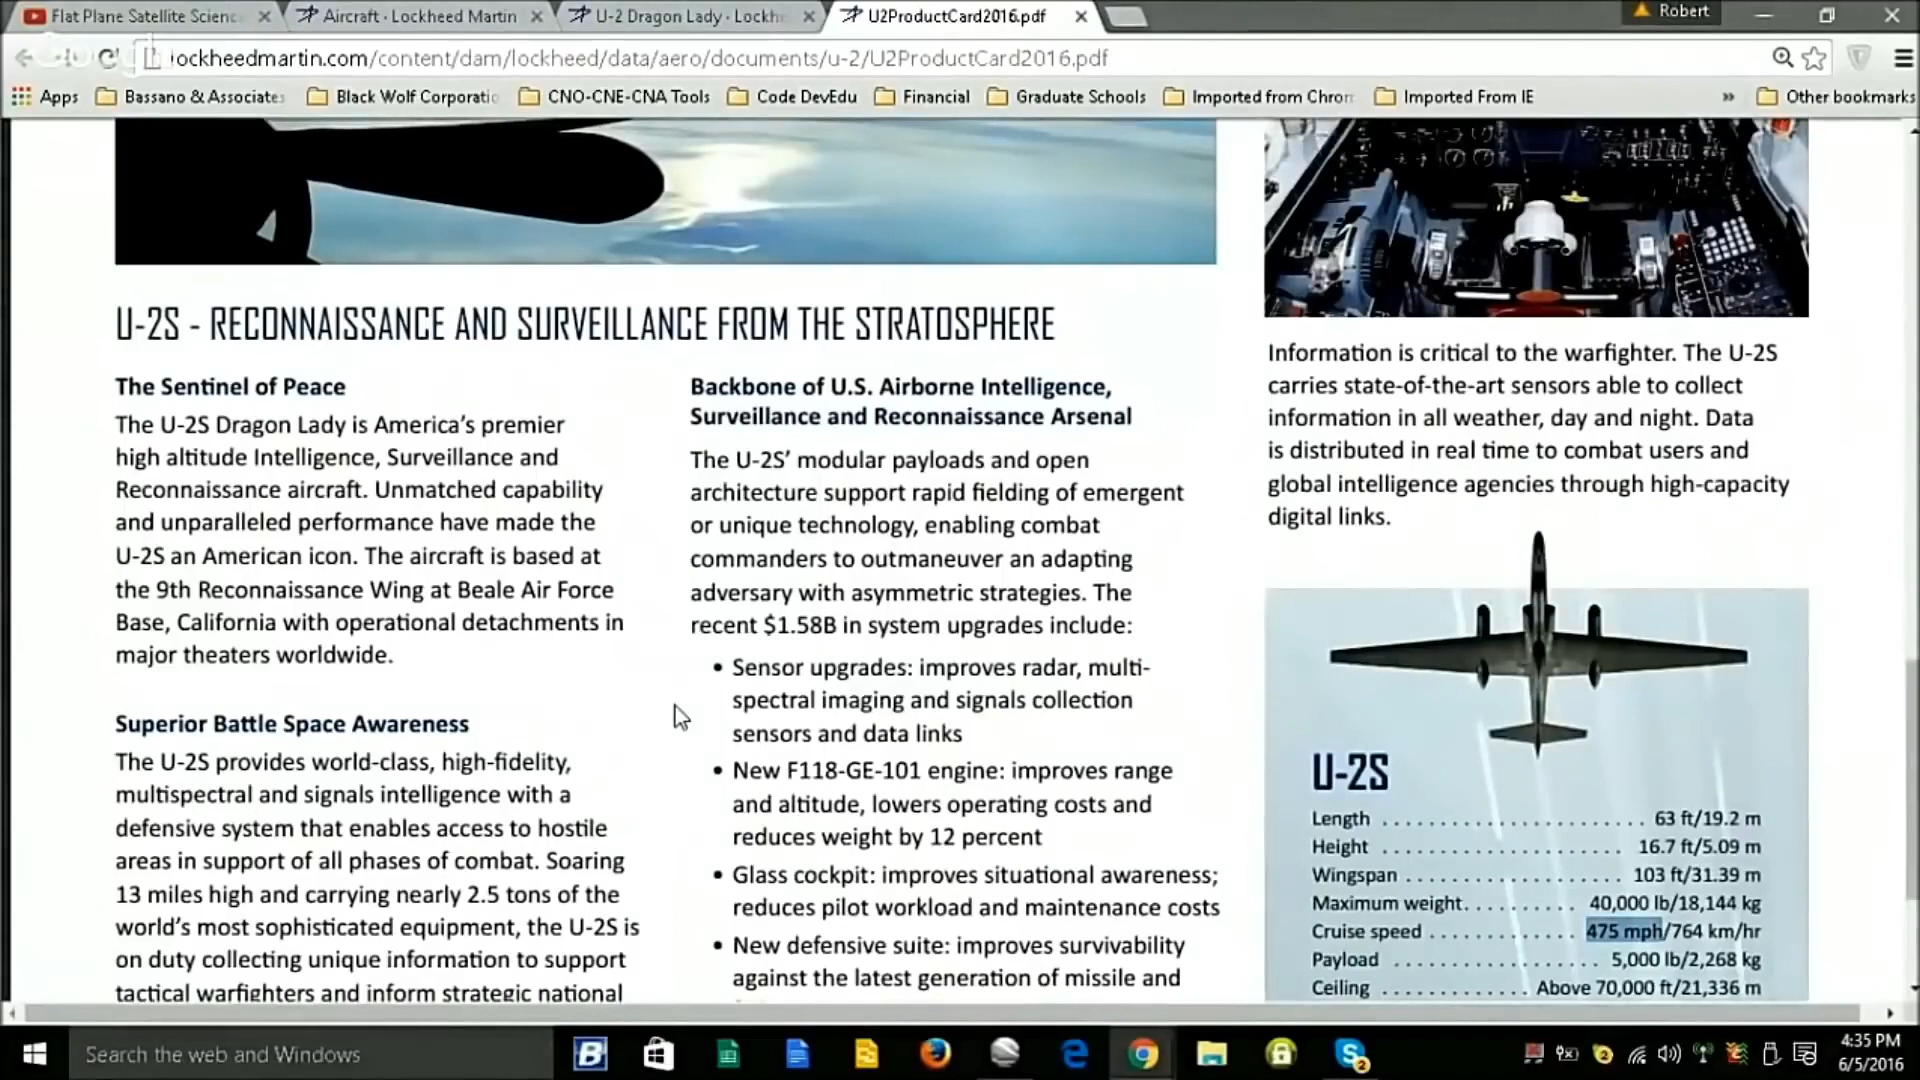 Flat Plane Satellite Scienc
Aircraft · Lockheed Martin
U-2 Dragon Lady · Lockh
U2ProductCard2016.pdf
Robert
lockheedmartin.com/content/dam/lockheed/data/aero/documents/u-2/U2ProductCard2016.pdf
Apps
Bassano & Associates
Black Wolf Corporatio
CNO-CNE-CNA Tools
Code DevEdu
Financial
Graduate Schools
Imported from Chrom
Imported From IE
»
Other bookmarks
U-2S - RECONNAISSANCE AND SURVEILLANCE FROM THE STRATOSPHERE
The Sentinel of Peace
The U-2S Dragon Lady is America's premier
high altitude Intelligence, Surveillance and
Reconnaissance aircraft. Unmatched capability
and unparalleled performance have made the
U-2S an American icon. The aircraft is based at
the 9th Reconnaissance Wing at Beale Air Force
Base, California with operational detachments in
major theaters worldwide.
Superior Battle Space Awareness
The U-2S provides world-class, high-fidelity,
multispectral and signals intelligence with a
defensive system that enables access to hostile
areas in support of all phases of combat. Soaring
13 miles high and carrying nearly 2.5 tons of the
world's most sophisticated equipment, the U-2S is
on duty collecting unique information to support
tactical warfighters and inform strategic national
Backbone of U.S. Airborne Intelligence,
Surveillance and Reconnaissance Arsenal
The U-2S' modular payloads and open
architecture support rapid fielding of emergent
or unique technology, enabling combat
commanders to outmaneuver an adapting
adversary with asymmetric strategies. The
recent $1.58B in system upgrades include:
• Sensor upgrades: improves radar, multi-
spectral imaging and signals collection
sensors and data links
• New F118-GE-101 engine: improves range
and altitude, lowers operating costs and
reduces weight by 12 percent
• Glass cockpit: improves situational awareness;
reduces pilot workload and maintenance costs
• New defensive suite: improves survivability
against the latest generation of missile and
Information is critical to the warfighter. The U-2S
carries state-of-the-art sensors able to collect
information in all weather, day and night. Data
is distributed in real time to combat users and
global intelligence agencies through high-capacity
digital links.
U-2S
Length . . . . . . . . . . . . . . . . . . . . . . . . 63 ft/19.2 m
Height . . . . . . . . . . . . . . . . . . . . . . 16.7 ft/5.09 m
Wingspan . . . . . . . . . . . . . . . . . . . 103 ft/31.39 m
Maximum weight. . . . . . . . . . 40,000 lb/18,144 kg
Cruise speed . . . . . . . . . . . . . 475 mph/764 km/hr
Payload . . . . . . . . . . . . . . . . . . 5,000 lb/2,268 kg
Ceiling . . . . . . . . . . . . Above 70,000 ft/21,336 m
Search the web and Windows
B
2
2
4:35 PM
6/5/2016